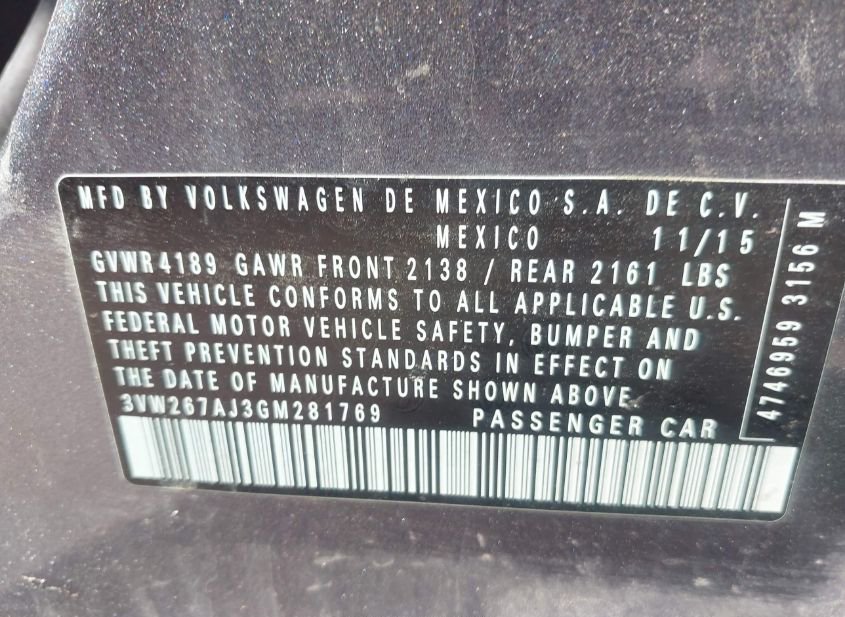 MFD BY VOLKSWAGEN DE MEXICO S.A. DE C.V.
MEXICO 11/15
GVWR4189 GAWR FRONT 2138 / REAR 2161 LBS
THIS VEHICLE CONFORMS TO ALL APPLICABLE U.S.
FEDERAL MOTOR VEHICLE SAFETY, BUMPER AND
THEFT PREVENTION STANDARDS IN EFFECT ON
THE DATE OF MANUFACTURE SHOWN ABOVE.
3VW267AJ3GM281769 PASSENGER CAR
4746959 3156 M